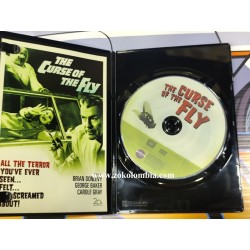 THE
CURSE OF
THE FLY
ALL THE TERROR
YOU'VE EVER
SEEN...
FELT...
SCREAMED
ABOUT!
BRIAN DONLEVY
GEORGE BAKER
CAROLE GRAY
THE CURSE
OF THE FLY
www.zokolombia.com